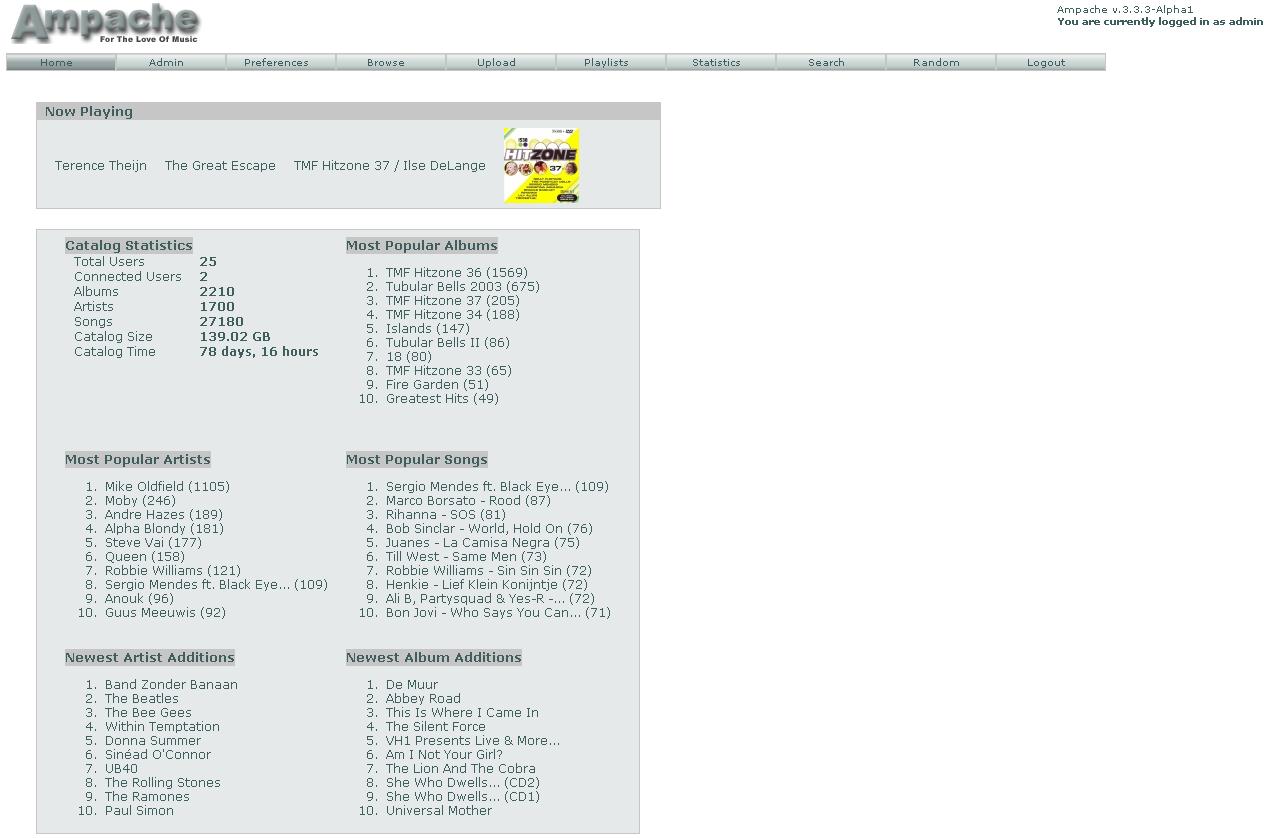 Ampache
For The Love Of Music
Ampache v.3.3.3-Alpha1
You are currently logged in as admin
Home Admin Preferences Browse Upload Playlists Statistics Search Random Logout
Now Playing
Terence Theijn The Great Escape TMF Hitzone 37 / Ilse DeLange
HITZONE
37
Catalog Statistics
Total Users 25
Connected Users 2
Albums 2210
Artists 1700
Songs 27180
Catalog Size 139.02 GB
Catalog Time 78 days, 16 hours
Most Popular Albums
1. TMF Hitzone 36 (1569)
2. Tubular Bells 2003 (675)
3. TMF Hitzone 37 (205)
4. TMF Hitzone 34 (188)
5. Islands (147)
6. Tubular Bells II (86)
7. 18 (80)
8. TMF Hitzone 33 (65)
9. Fire Garden (51)
10. Greatest Hits (49)
Most Popular Artists
1. Mike Oldfield (1105)
2. Moby (246)
3. Andre Hazes (189)
4. Alpha Blondy (181)
5. Steve Vai (177)
6. Queen (158)
7. Robbie Williams (121)
8. Sergio Mendes ft. Black Eye... (109)
9. Anouk (96)
10. Guus Meeuwis (92)
Most Popular Songs
1. Sergio Mendes ft. Black Eye... (109)
2. Marco Borsato - Rood (87)
3. Rihanna - SOS (81)
4. Bob Sinclar - World, Hold On (76)
5. Juanes - La Camisa Negra (75)
6. Till West - Same Men (73)
7. Robbie Williams - Sin Sin Sin (72)
8. Henkie - Lief Klein Konijntje (72)
9. Ali B, Partysquad & Yes-R -... (72)
10. Bon Jovi - Who Says You Can... (71)
Newest Artist Additions
1. Band Zonder Banaan
2. The Beatles
3. The Bee Gees
4. Within Temptation
5. Donna Summer
6. Sinéad O'Connor
7. UB40
8. The Rolling Stones
9. The Ramones
10. Paul Simon
Newest Album Additions
1. De Muur
2. Abbey Road
3. This Is Where I Came In
4. The Silent Force
5. VH1 Presents Live & More...
6. Am I Not Your Girl?
7. The Lion And The Cobra
8. She Who Dwells... (CD2)
9. She Who Dwells... (CD1)
10. Universal Mother